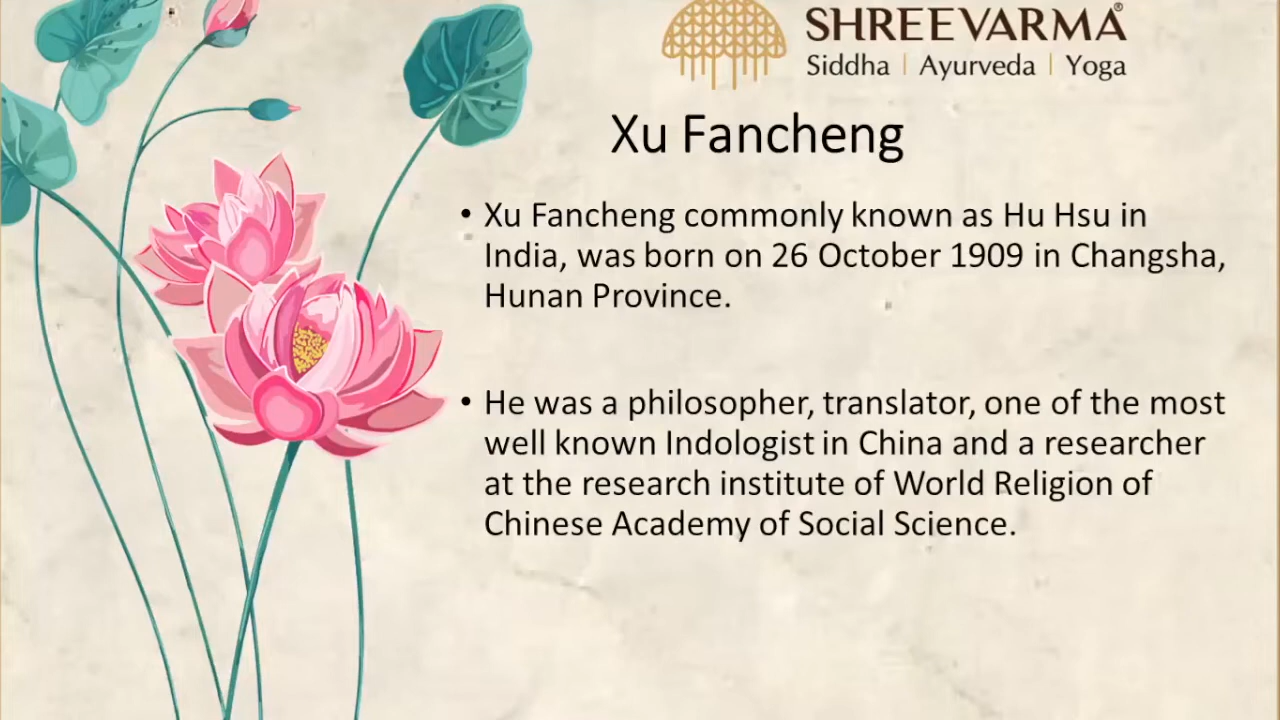 SHREEVARMA®
Siddha | Ayurveda | Yoga
Xu Fancheng
• Xu Fancheng commonly known as Hu Hsu in
India, was born on 26 October 1909 in Changsha,
Hunan Province.
• He was a philosopher, translator, one of the most
well known Indologist in China and a researcher
at the research institute of World Religion of
Chinese Academy of Social Science.